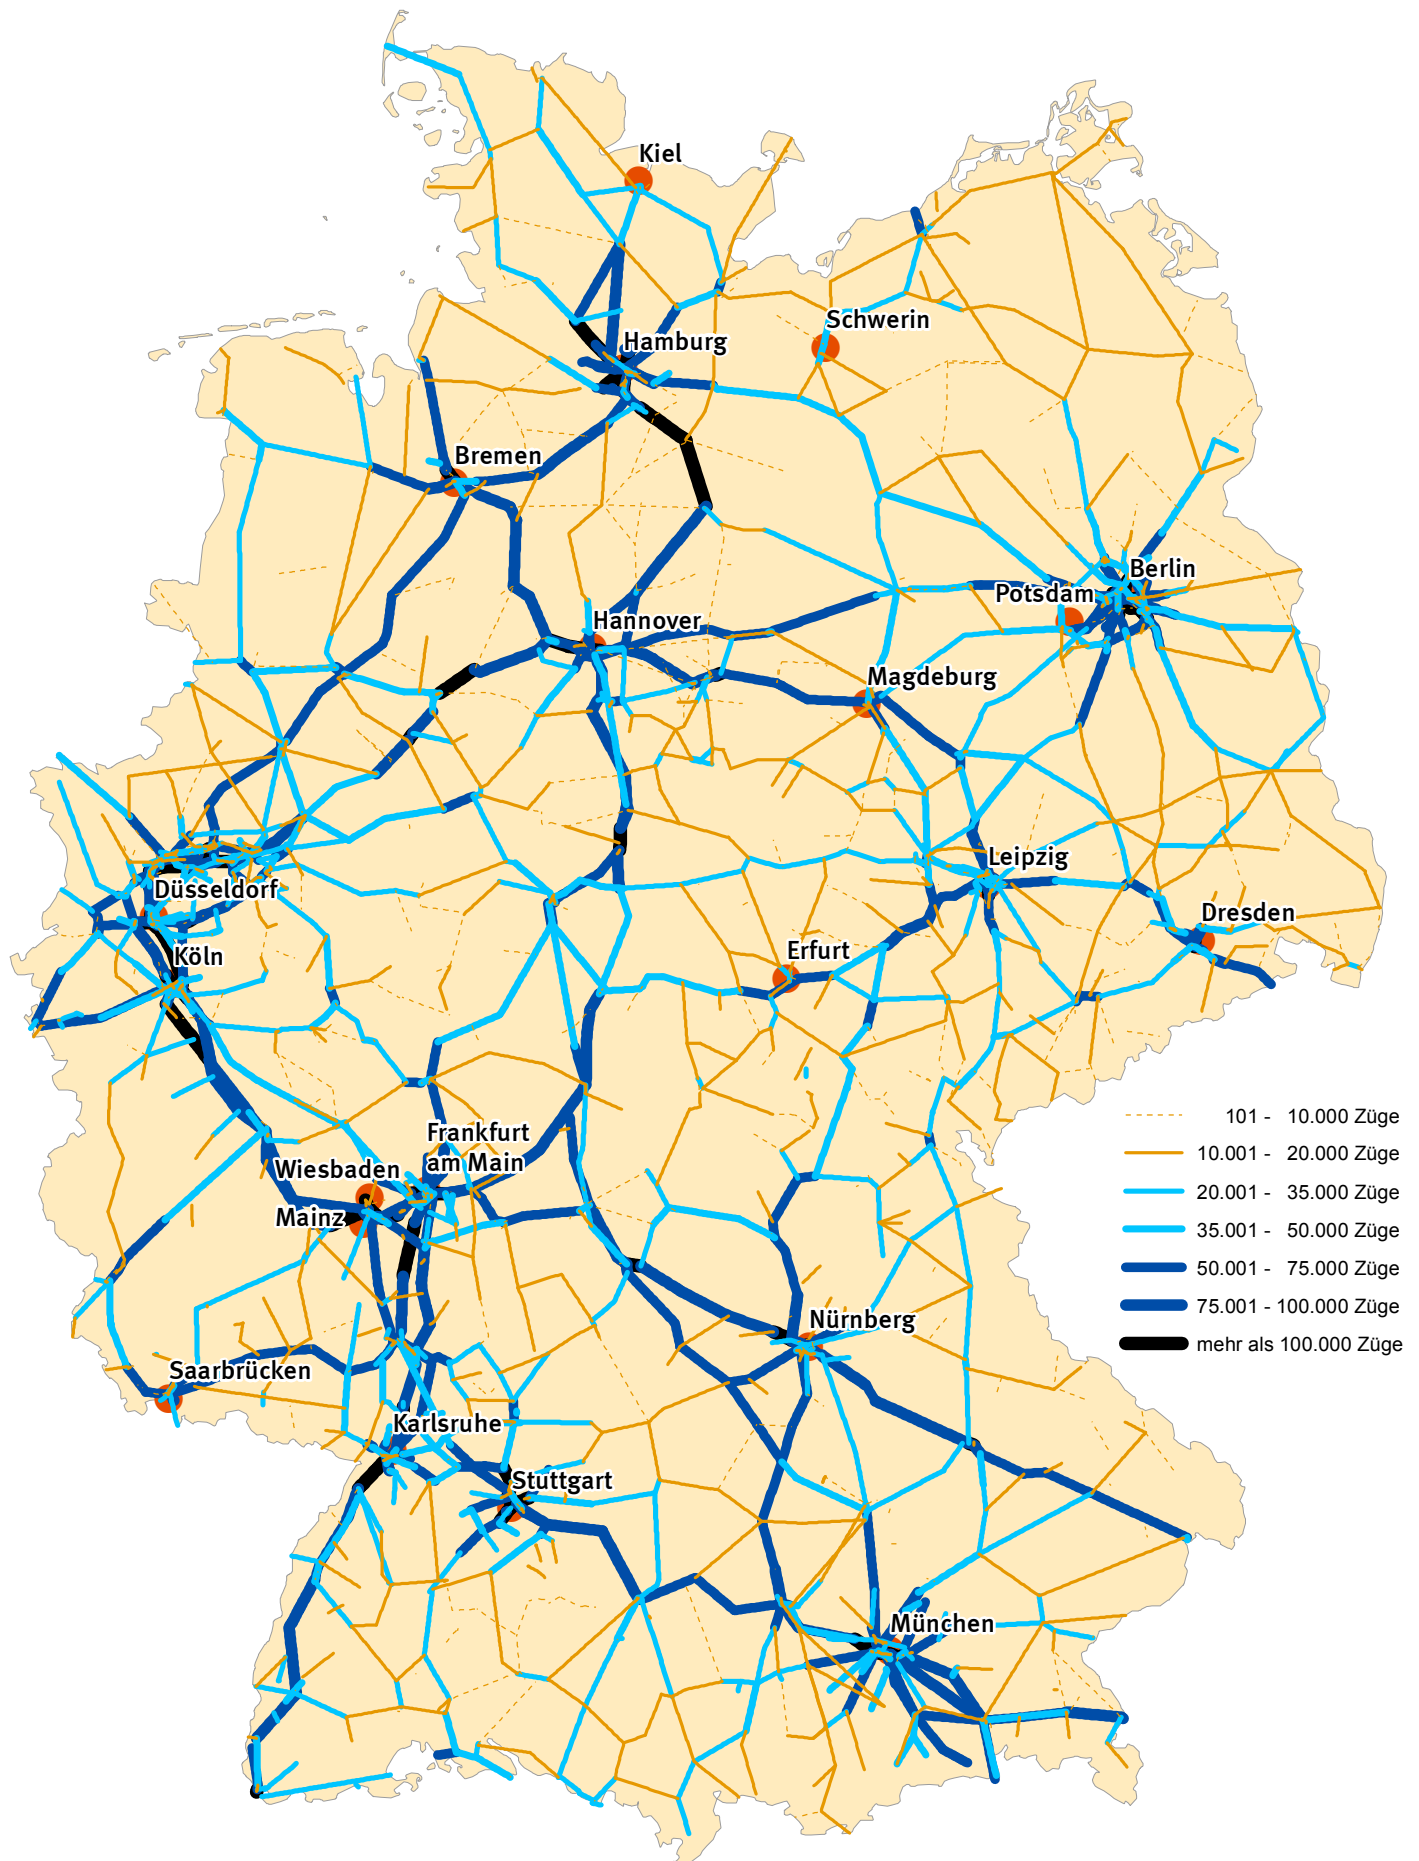 Kiel
Schwerin
Hamburg
Bremen
Berlin
Potsdam
Hannover
Magdeburg
Leipzig
Düsseldorf
Dresden
Köln
Erfurt
101 - 10.000 Züge
10.001 - 20.000 Züge
20.001 - 35.000 Züge
35.001 - 50.000 Züge
50.001 - 75.000 Züge
75.001 - 100.000 Züge
mehr als 100.000 Züge
Frankfurt
am Main
Wiesbaden
Mainz
Nürnberg
Saarbrücken
Karlsruhe
Stuttgart
München